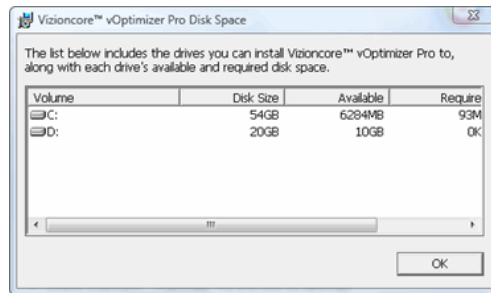 Vizioncore™ vOptimizer Pro Disk Space
The list below includes the drives you can install Vizioncore™ vOptimizer Pro to,
along with each drive's available and required disk space.
Volume Disk Size Available Require
C: 54GB 6284MB 93M
D: 20GB 10GB 0K
OK